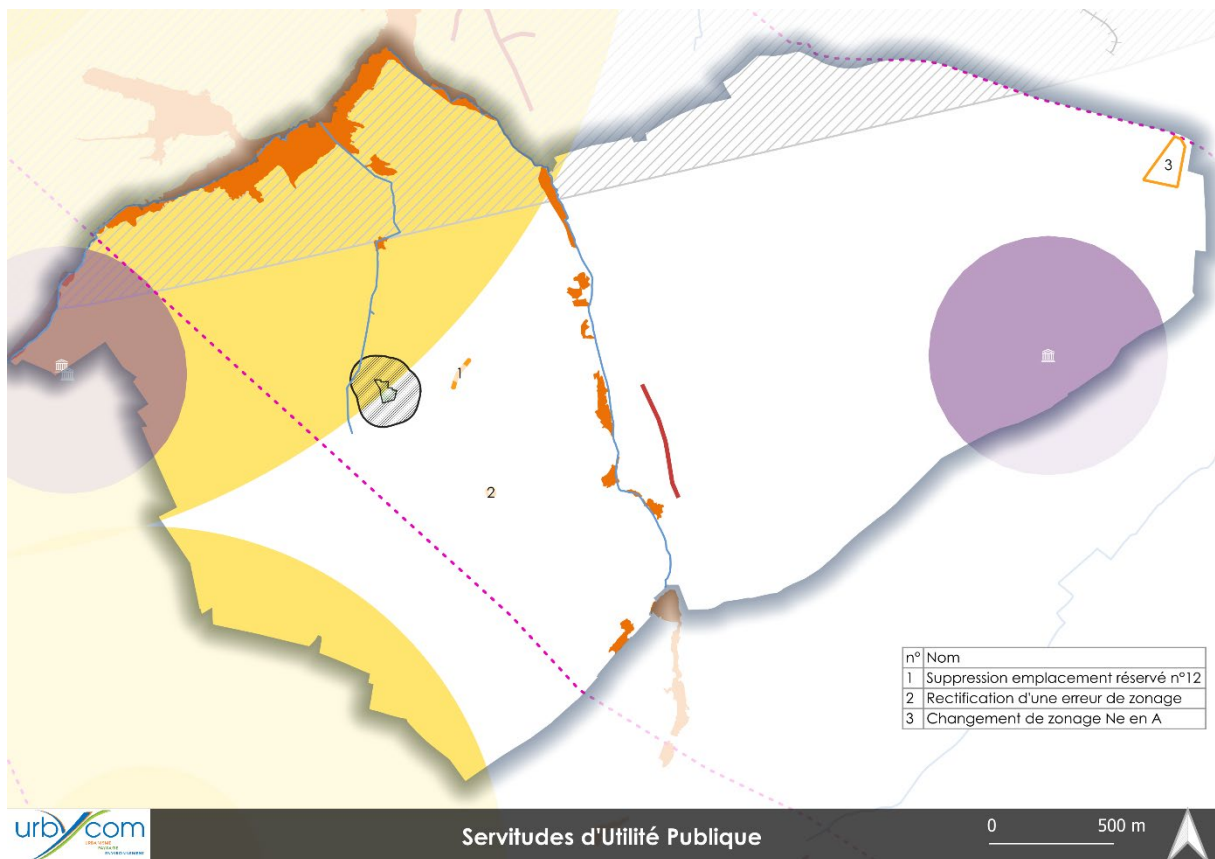 3
1
2
n° Nom
1 Suppression emplacement réservé n°12
2 Rectification d'une erreur de zonage
3 Changement de zonage Ne en A
urbycom
Servitudes d'Utilité Publique
0 500 m